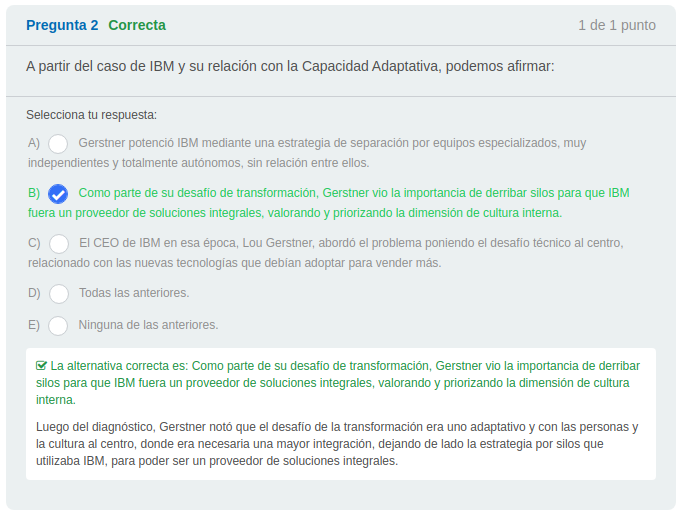 Pregunta 2 Correcta 1 de 1 punto
A partir del caso de IBM y su relación con la Capacidad Adaptativa, podemos afirmar:
Selecciona tu respuesta:
A) Gerstner potenció IBM mediante una estrategia de separación por equipos especializados, muy
independientes y totalmente autónomos, sin relación entre ellos.
B) Como parte de su desafío de transformación, Gerstner vio la importancia de derribar silos para que IBM
fuera un proveedor de soluciones integrales, valorando y priorizando la dimensión de cultura interna.
C) El CEO de IBM en esa época, Lou Gerstner, abordó el problema poniendo el desafío técnico al centro,
relacionado con las nuevas tecnologías que debían adoptar para vender más.
D) Todas las anteriores.
E) Ninguna de las anteriores.
La alternativa correcta es: Como parte de su desafío de transformación, Gerstner vio la importancia de derribar
silos para que IBM fuera un proveedor de soluciones integrales, valorando y priorizando la dimensión de cultura
interna.
Luego del diagnóstico, Gerstner notó que el desafío de la transformación era uno adaptativo y con las personas y
la cultura al centro, donde era necesaria una mayor integración, dejando de lado la estrategia por silos que
utilizaba IBM, para poder ser un proveedor de soluciones integrales.